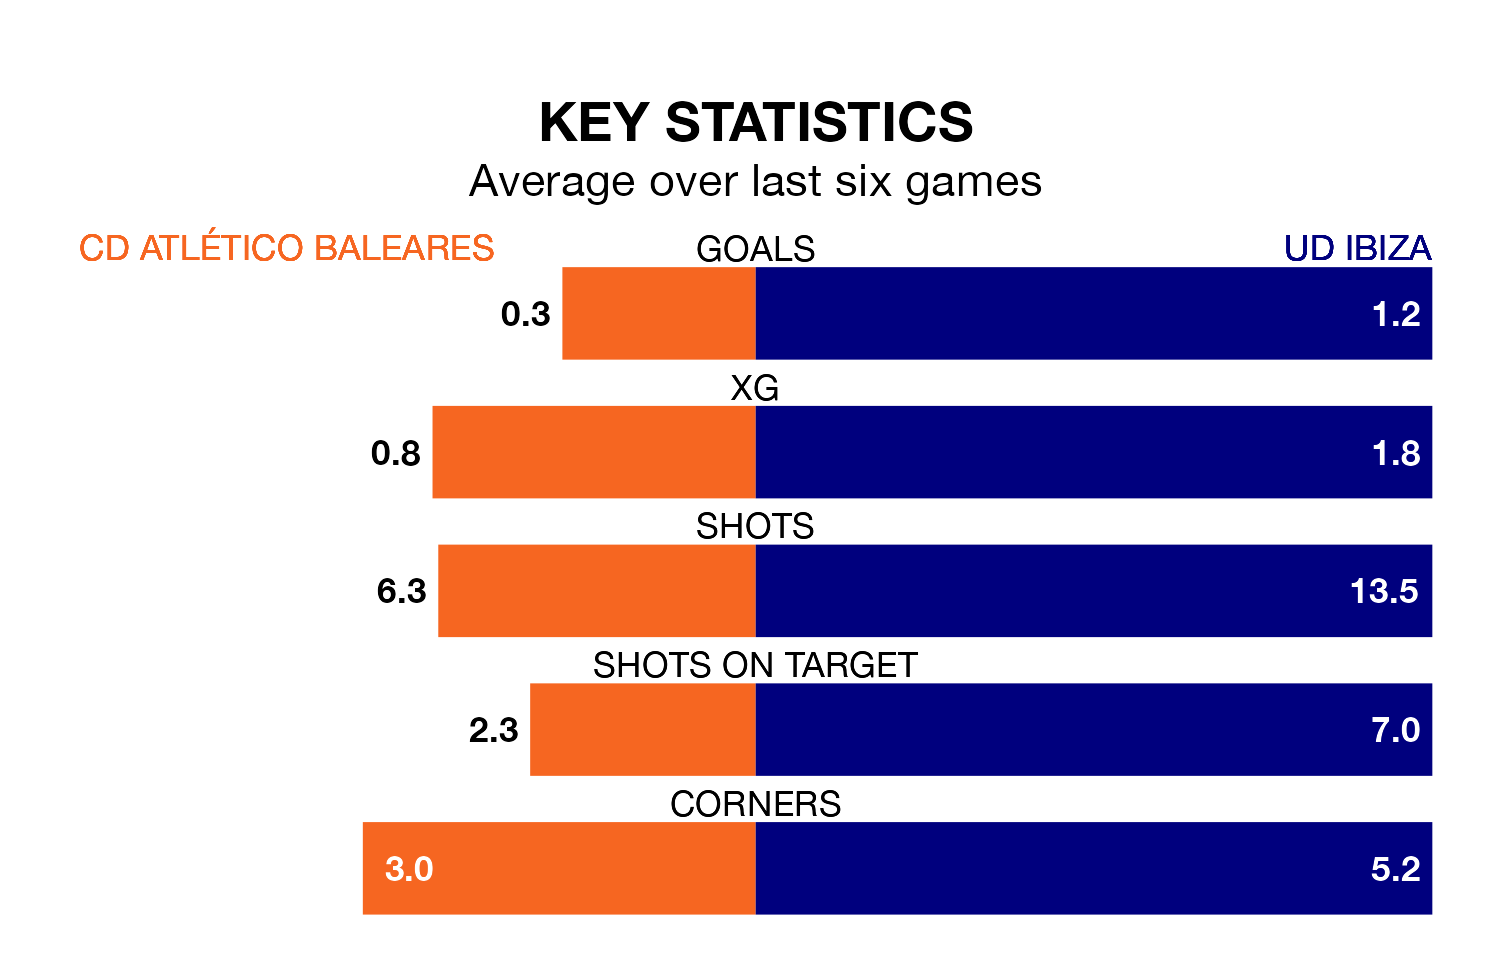 KEY STATISTICS
Average over last six games
CD ATLÉTICO BALEARES
GOALS
UD IBIZA
0.3
1.2
XG
0.8
1.8
SHOTS
6.3
13.5
SHOTS ON TARGET
2.3
7.0
CORNERS
3.0
5.2